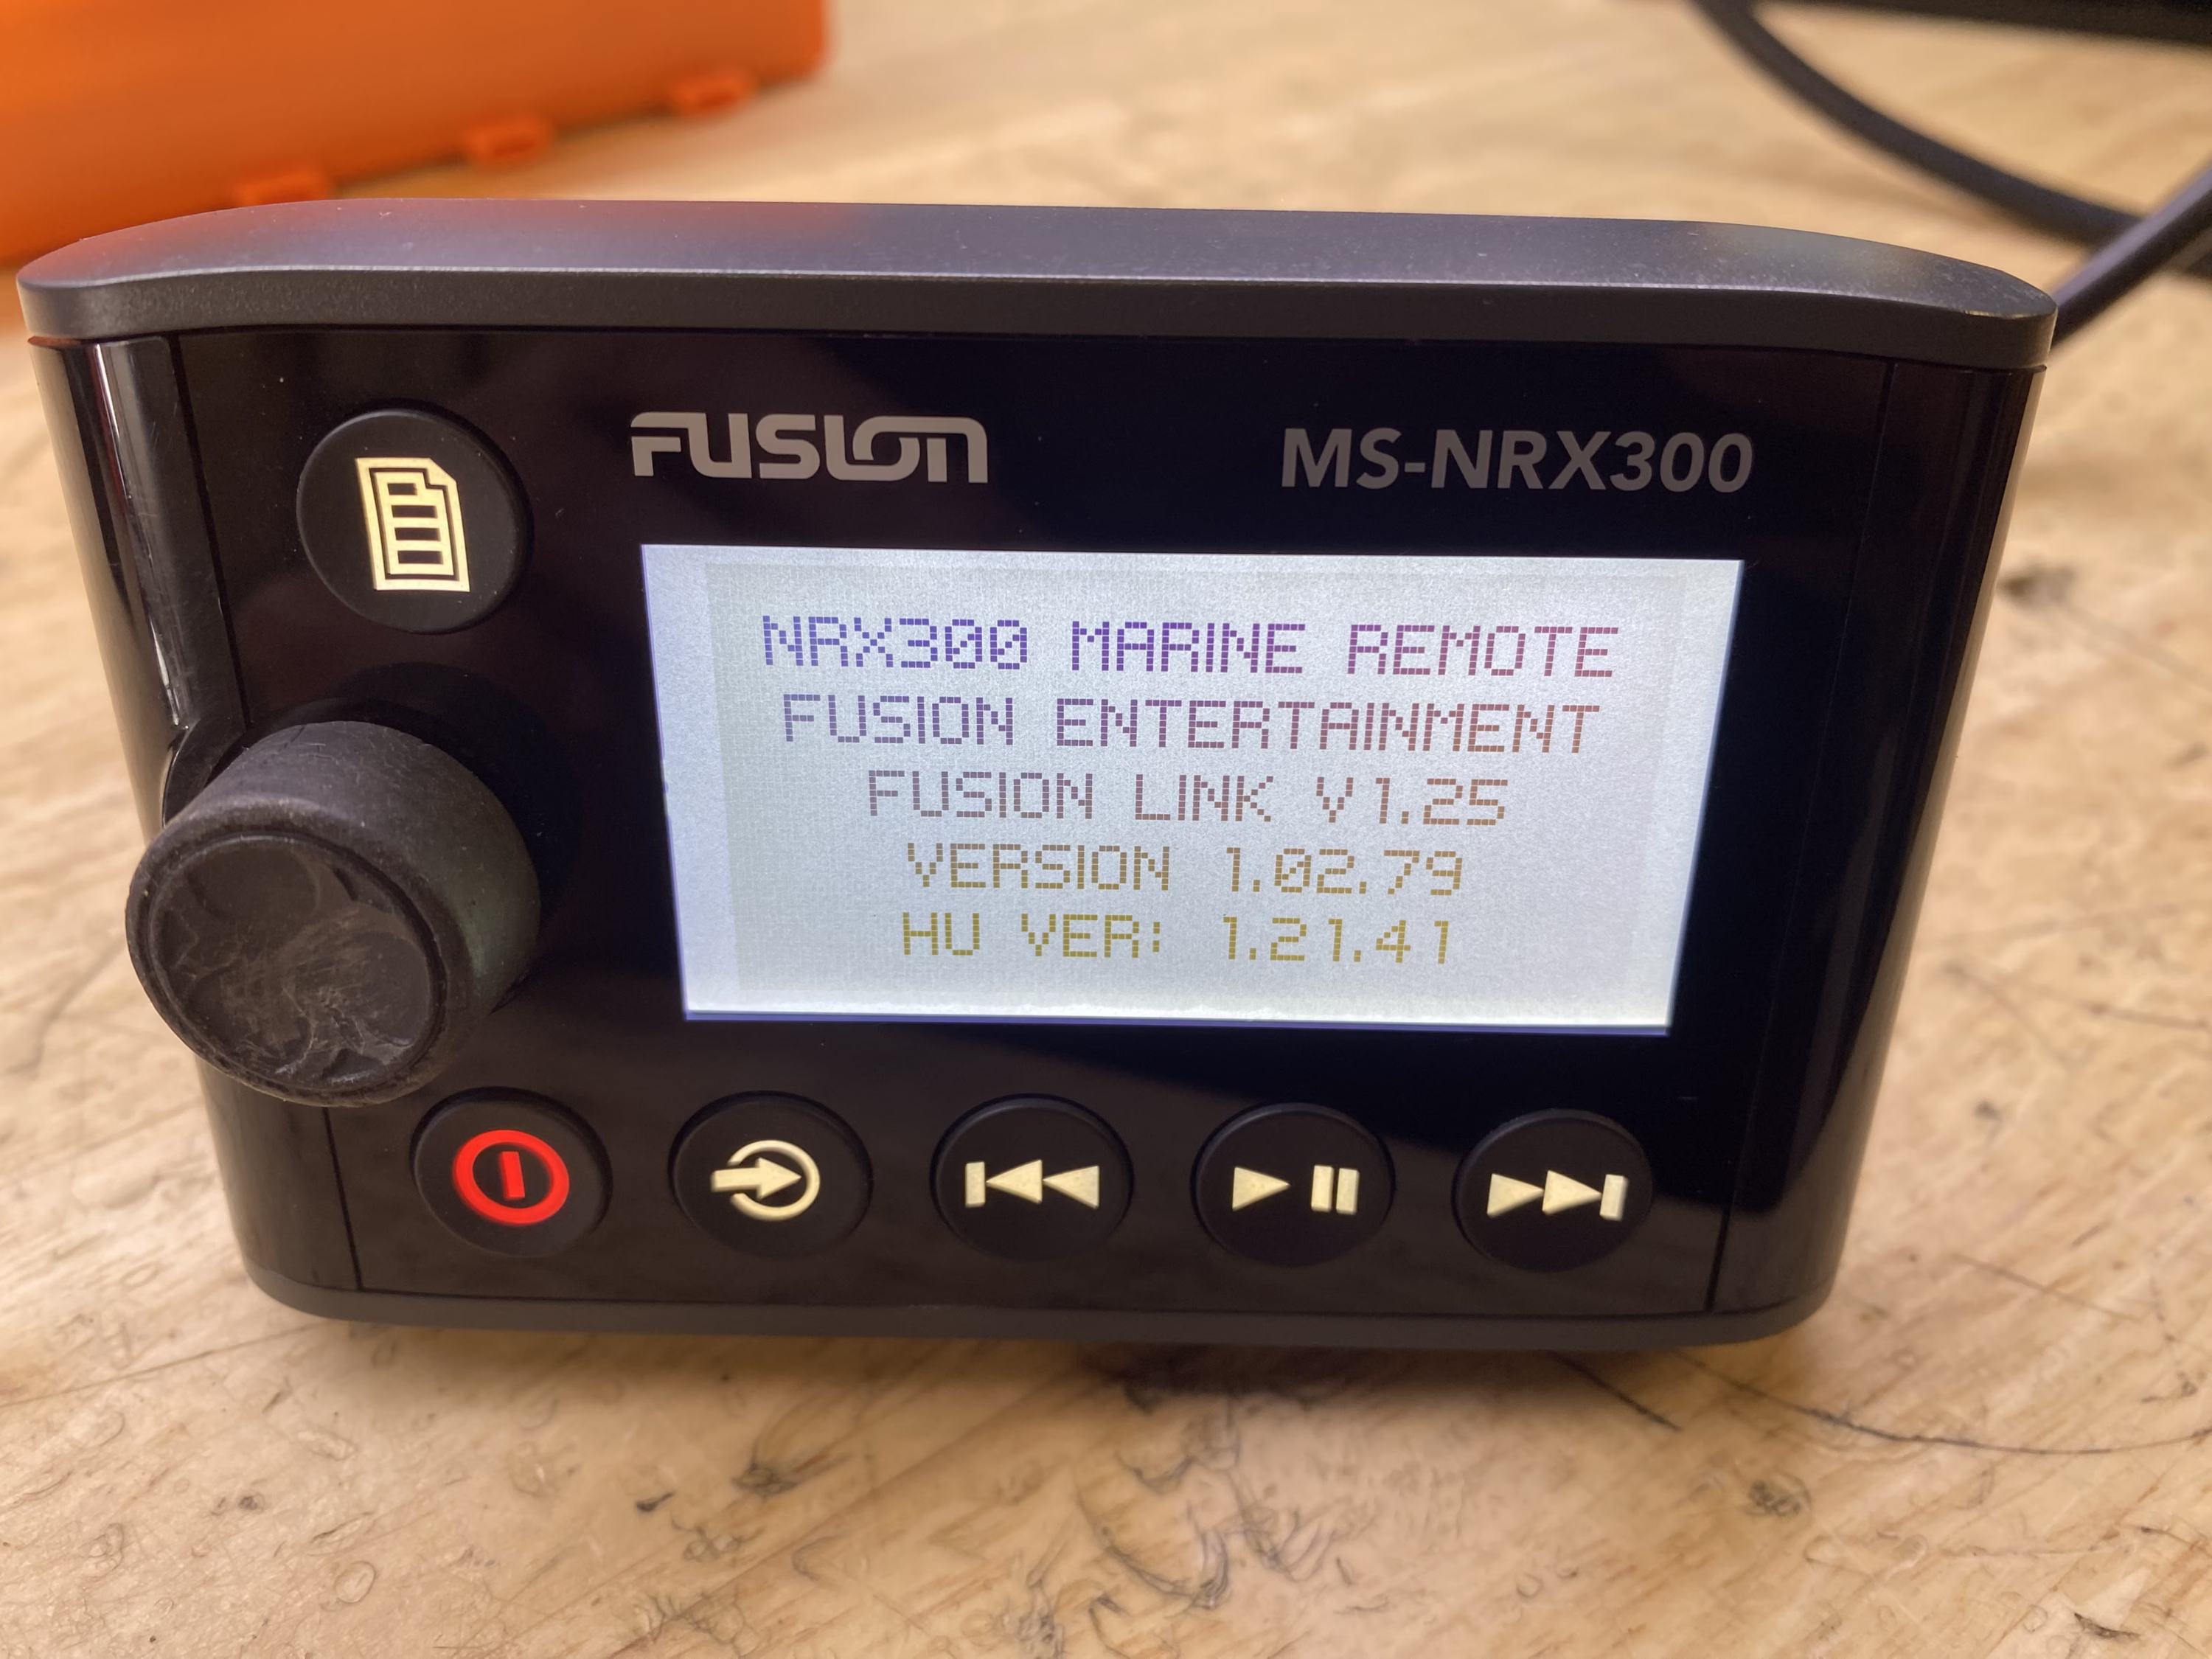 FUSION MS-NRX300
NRX300 MARINE REMOTE
FUSION ENTERTAINMENT
FUSION LINK V1.25
VERSION 1.02.79
HU VER: 1.21.41